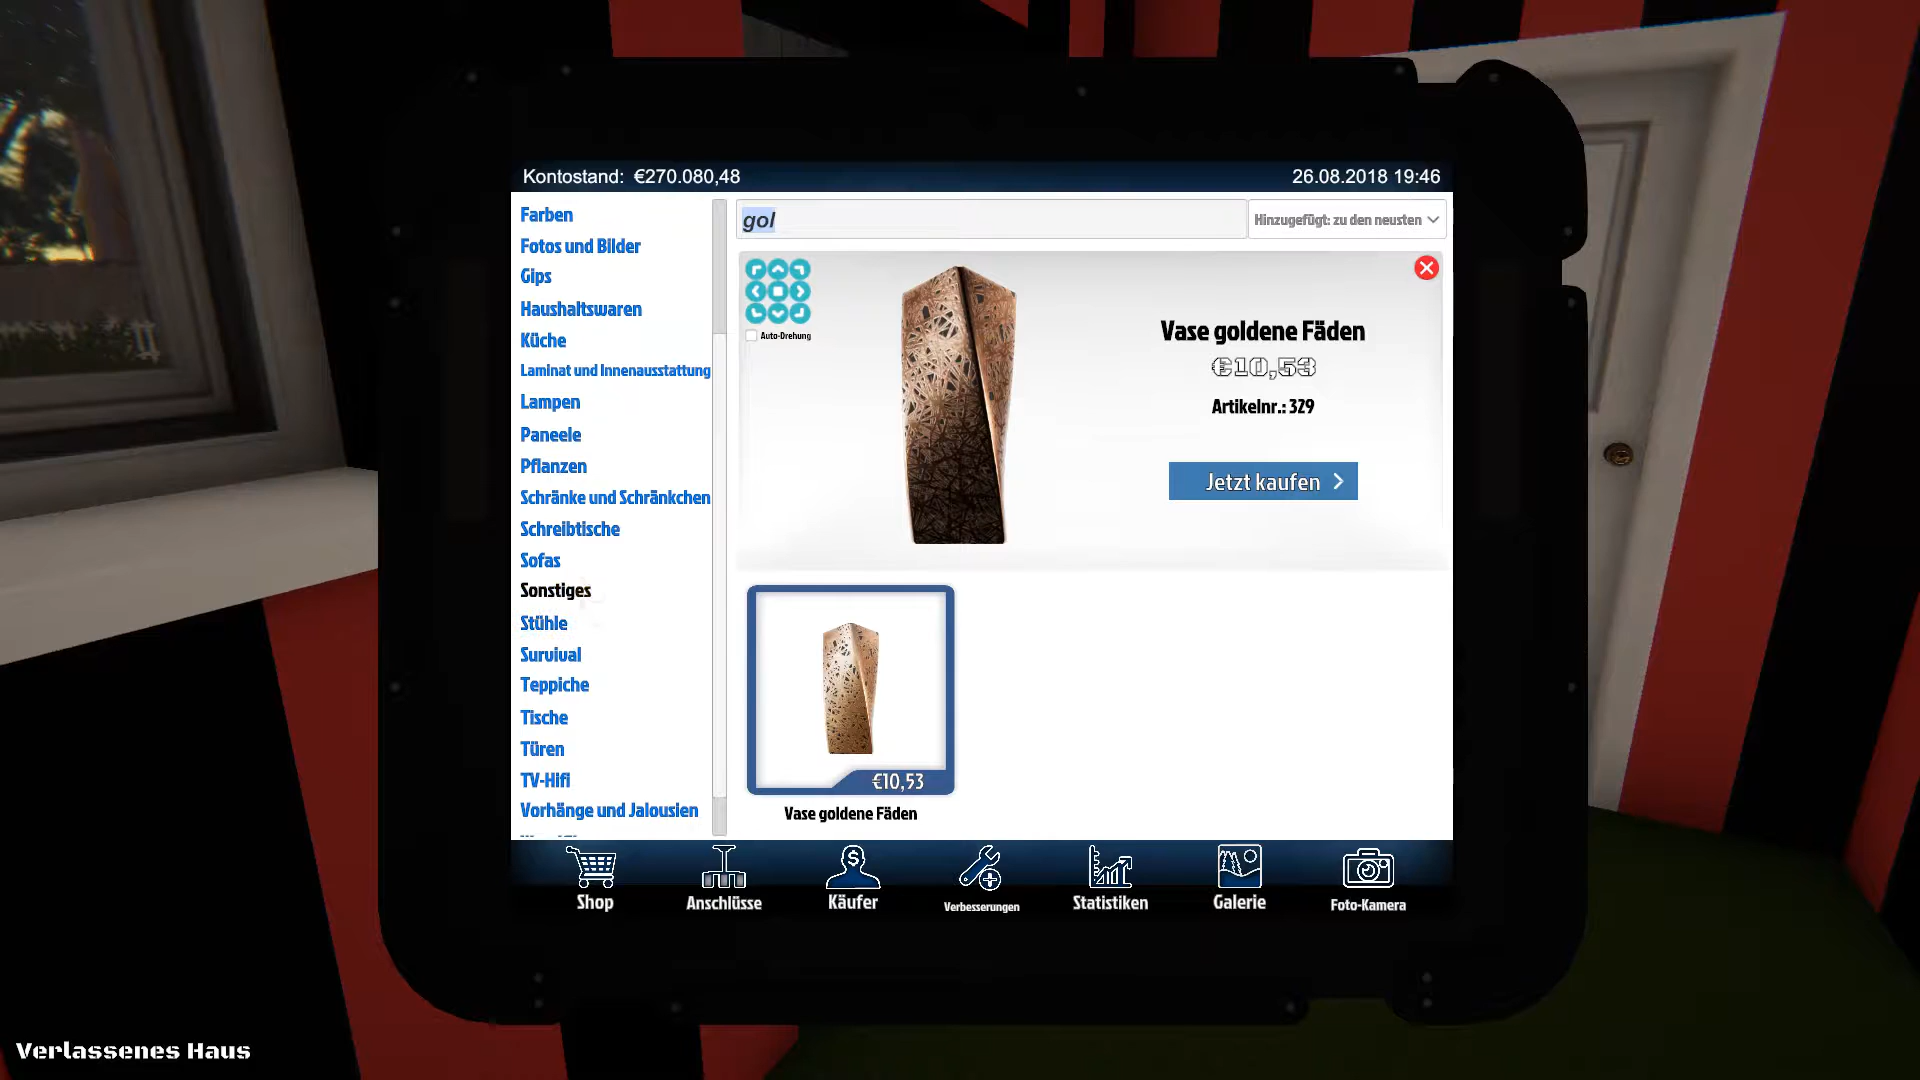 Kontostand: €270.080,48
26.08.2018 19:46
Farben
Fotos und Bilder
Gips
Haushaltswaren
Küche
Laminat und Innenausstattung
Lampen
Paneele
Pflanzen
Schränke und Schränkchen
Schreibtische
Sofas
Sonstiges
Stühle
Survival
Teppiche
Tische
Türen
TV-Hifi
Vorhänge und Jalousien
gol
Hinzugefügt: zu den neusten
Auto-Drehung
Vase goldene Fäden
€10,53
Artikelnr.: 329
Jetzt kaufen
€10,53
Vase goldene Fäden
Shop
Anschlüsse
Käufer
Verbesserungen
Statistiken
Galerie
Foto-Kamera
Verlassenes Haus